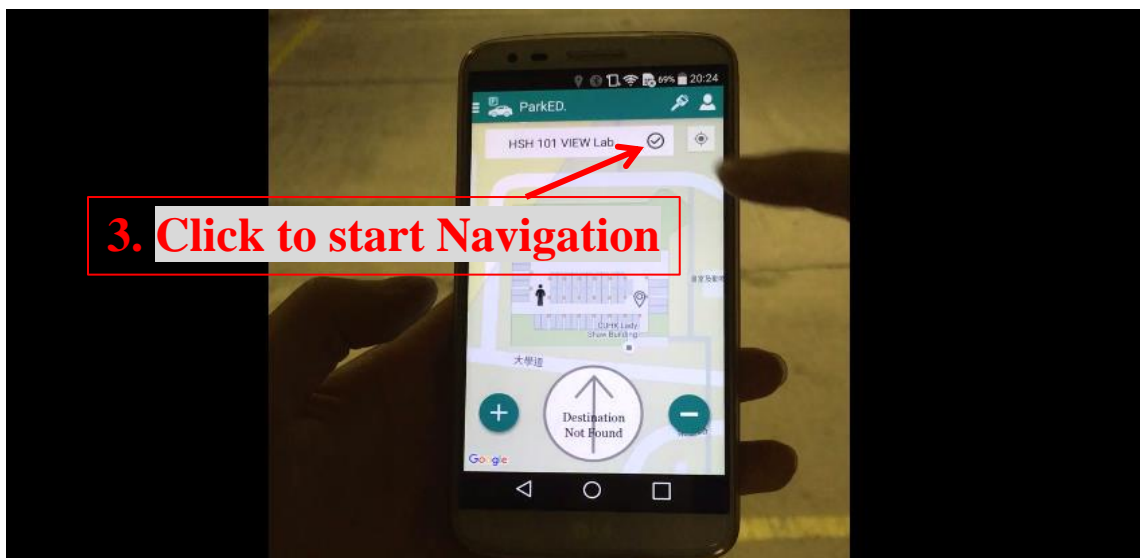 69% 20:24
P
ParkED.
HSH 101 VIEW Lab
3. Click to start Navigation
CUHK Lady
Shaw Building
大學道
Destination
Not Found
Google
LG